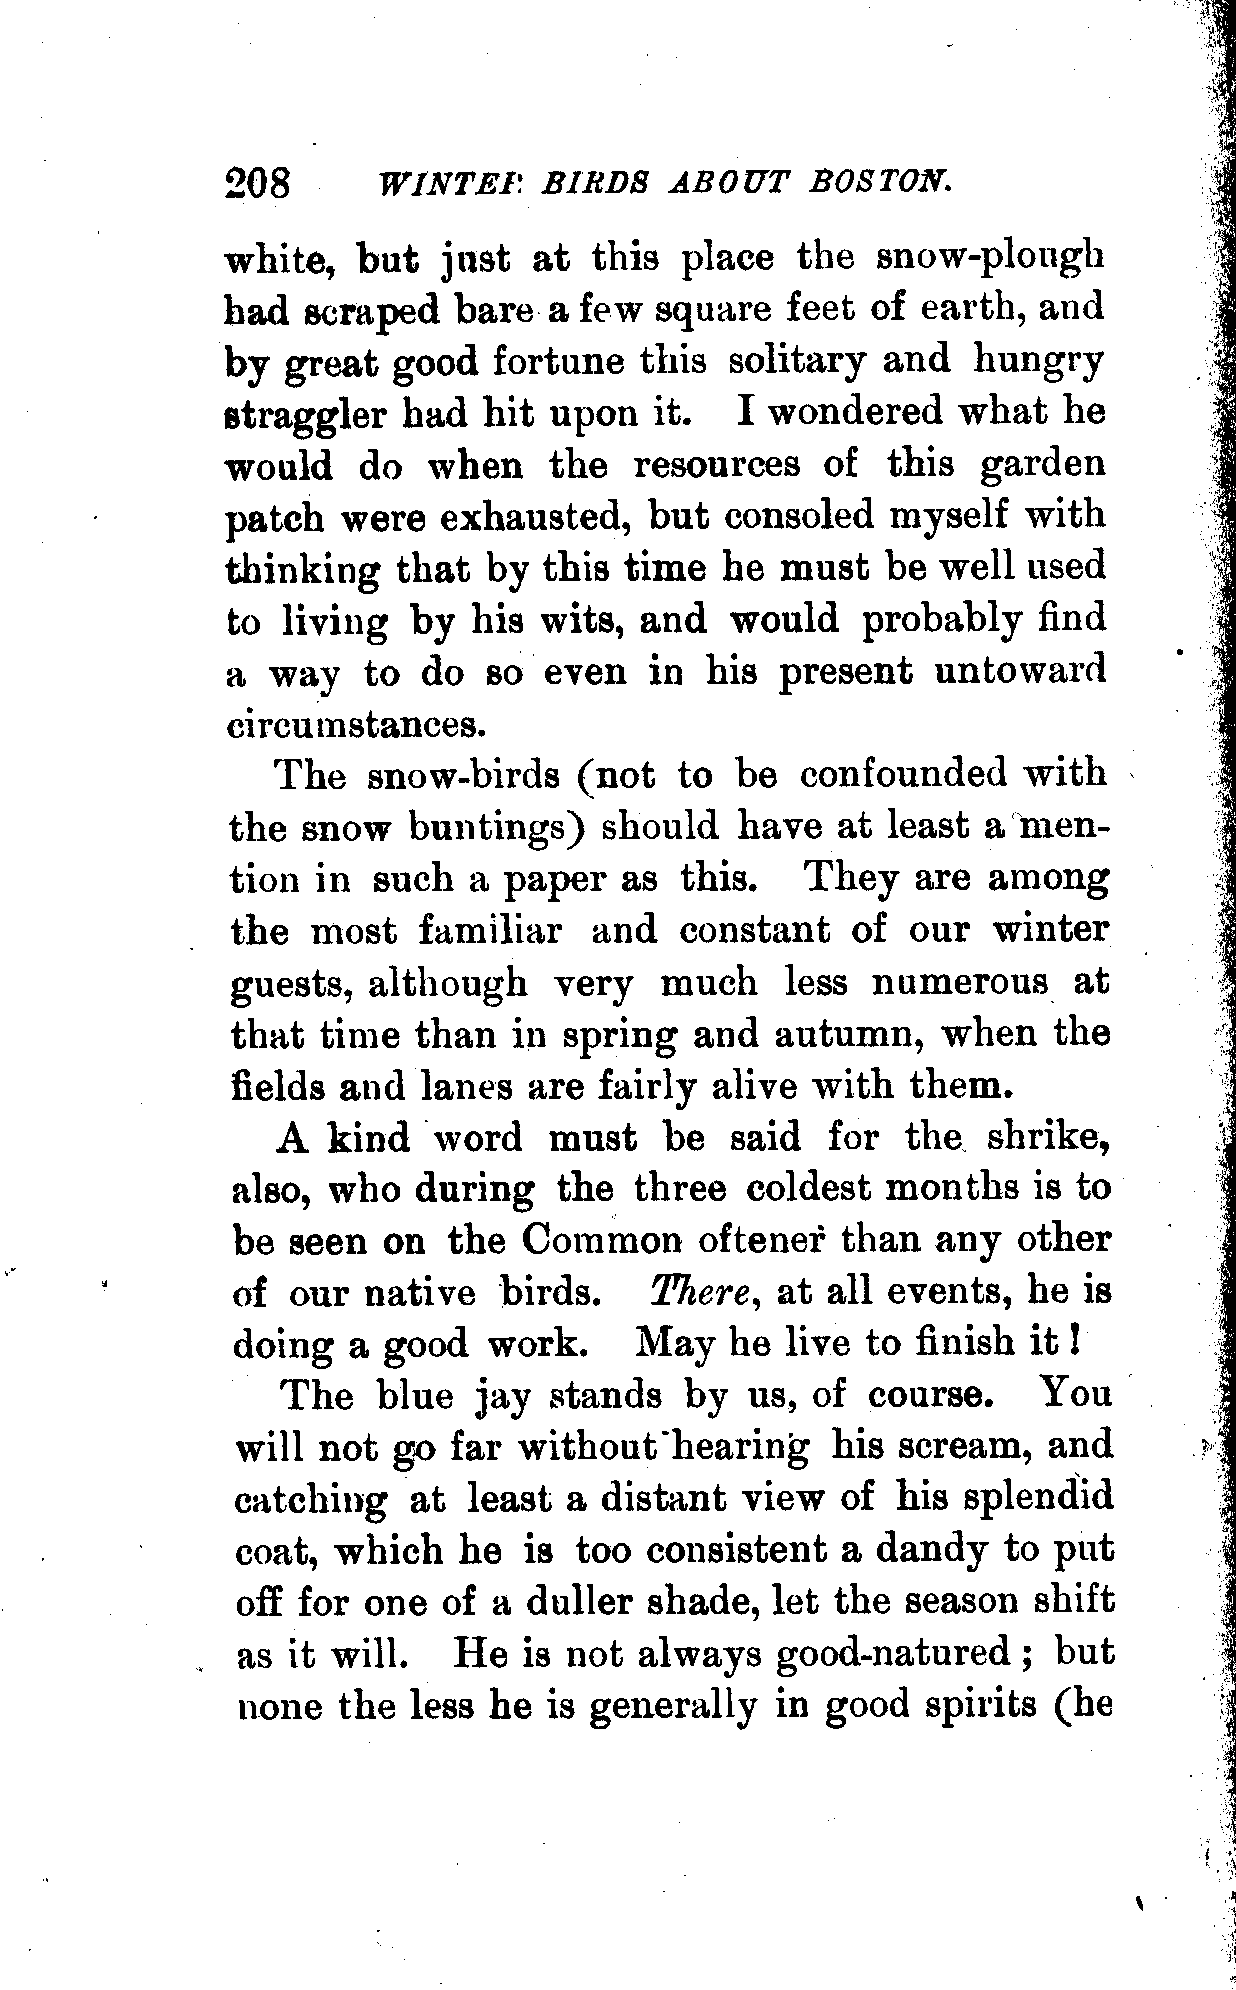 208 WINTER BIRDS ABOUT BOSTON.
white, but just at this place the snow-plough
had scraped bare a few square feet of earth, and
by great good fortune this solitary and hungry
straggler had hit upon it. I wondered what he
would do when the resources of this garden
patch were exhausted, but consoled myself with
thinking that by this time he must be well used
to living by his wits, and would probably find
a way to do so even in his present untoward
circumstances.
The snow-birds (not to be confounded with
the snow buntings) should have at least a men-
tion in such a paper as this. They are among
the most familiar and constant of our winter
guests, although very much less numerous at
that time than in spring and autumn, when the
fields and lanes are fairly alive with them.
A kind word must be said for the shrike,
also, who during the three coldest months is to
be seen on the Common oftener than any other
of our native birds. There, at all events, he is
doing a good work. May he live to finish it!
The blue jay stands by us, of course. You
will not go far without hearing his scream, and
catching at least a distant view of his splendid
coat, which he is too consistent a dandy to put
off for one of a duller shade, let the season shift
as it will. He is not always good-natured; but
none the less he is generally in good spirits (he